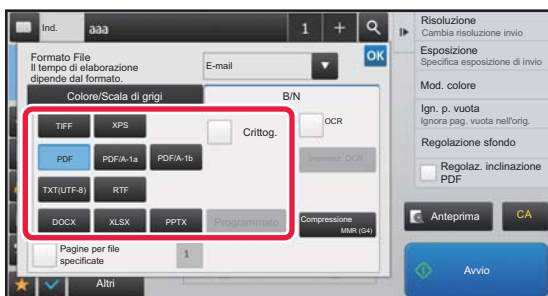 Ind.
aaa
1
+
Risoluzione
Cambia risoluzione invio
Esposizione
Specifica esposizione di invio
Mod. colore
Ign. p. vuota
Ignora pag. vuota nell'orig.
Regolazione sfondo
Regolaz. inclinazione
PDF
Anteprima
CA
Avvio
Formato File
Il tempo di elaborazione
dipende dal formato.
E-mail
OK
Colore/Scala di grigi
B/N
TIFF
XPS
Crittog.
OCR
PDF
PDF/A-1a
PDF/A-1b
Impostaz. OCR
TXT(UTF-8)
RTF
DOCX
XLSX
PPTX
Programmato
Compressione
MMR (G4)
Pagine per file
specificate
1
Altri